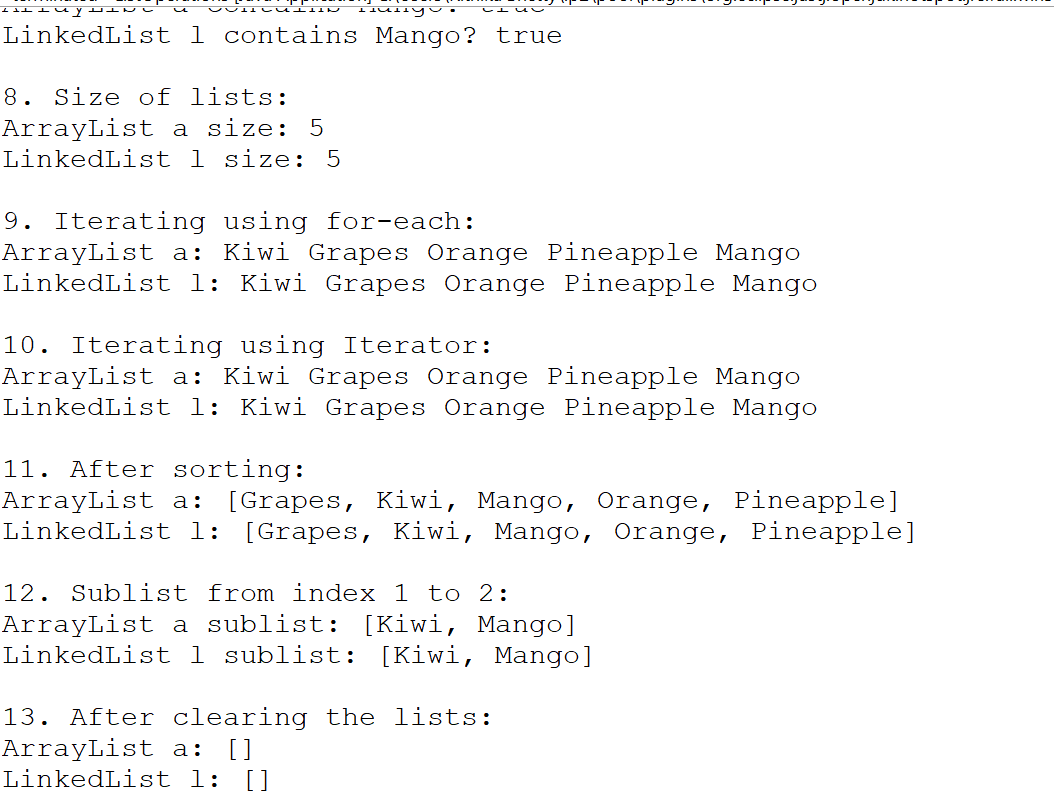 LinkedList l contains Mango? true
8. Size of lists:
ArrayList a size: 5
LinkedList l size: 5
9. Iterating using for-each:
ArrayList a: Kiwi Grapes Orange Pineapple Mango
LinkedList l: Kiwi Grapes Orange Pineapple Mango
10. Iterating using Iterator:
ArrayList a: Kiwi Grapes Orange Pineapple Mango
LinkedList l: Kiwi Grapes Orange Pineapple Mango
11. After sorting:
ArrayList a: [Grapes, Kiwi, Mango, Orange, Pineapple]
LinkedList l: [Grapes, Kiwi, Mango, Orange, Pineapple]
12. Sublist from index 1 to 2:
ArrayList a sublist: [Kiwi, Mango]
LinkedList l sublist: [Kiwi, Mango]
13. After clearing the lists:
ArrayList a: []
LinkedList l: []